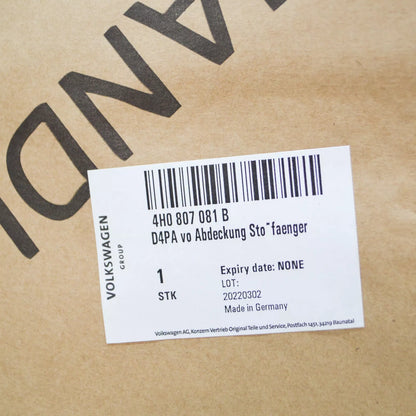 ANDI
VOLKSWAGEN
GROUP
4H0 807 081 B
D4PA vo Abdeckung Sto˝faenger
1
STK
Expiry date: NONE
LOT:
20220302
Made in Germany
Volkswagen AG, Konzern Vertrieb Original Teile und Service, Postfach 1451, 34219 Baunatal